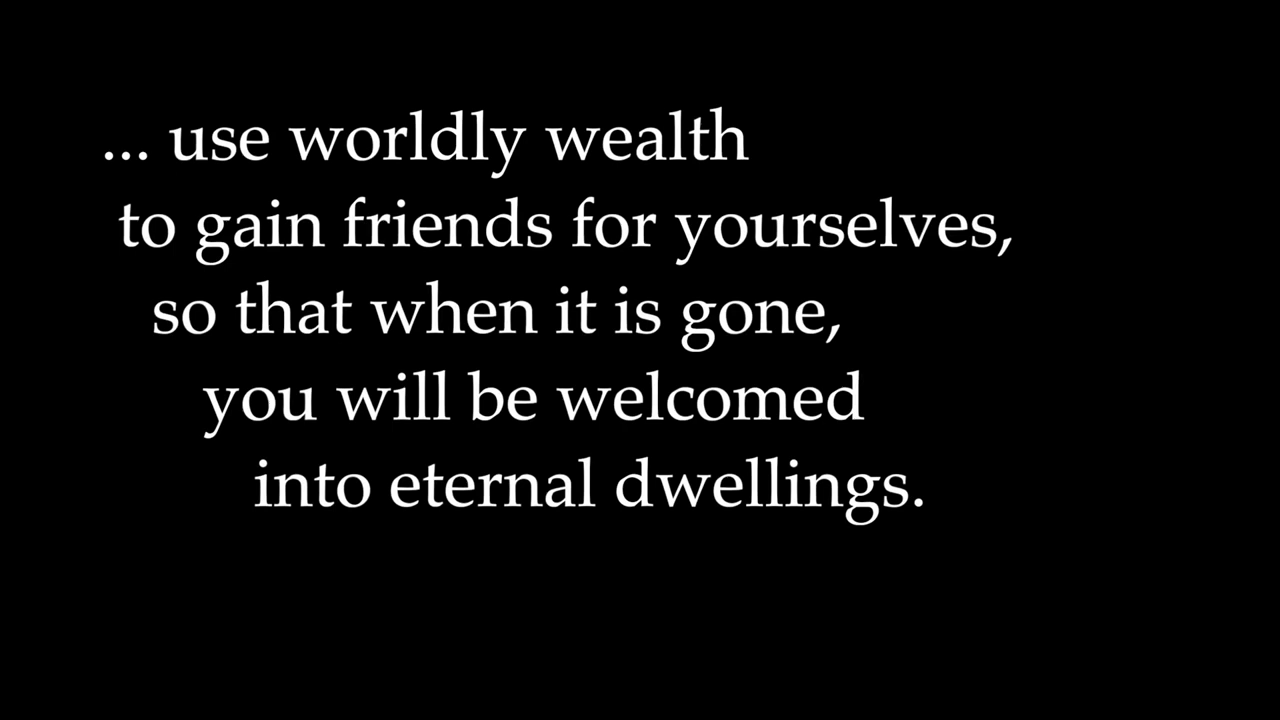 ... use worldly wealth
to gain friends for yourselves,
so that when it is gone,
you will be welcomed
into eternal dwellings.